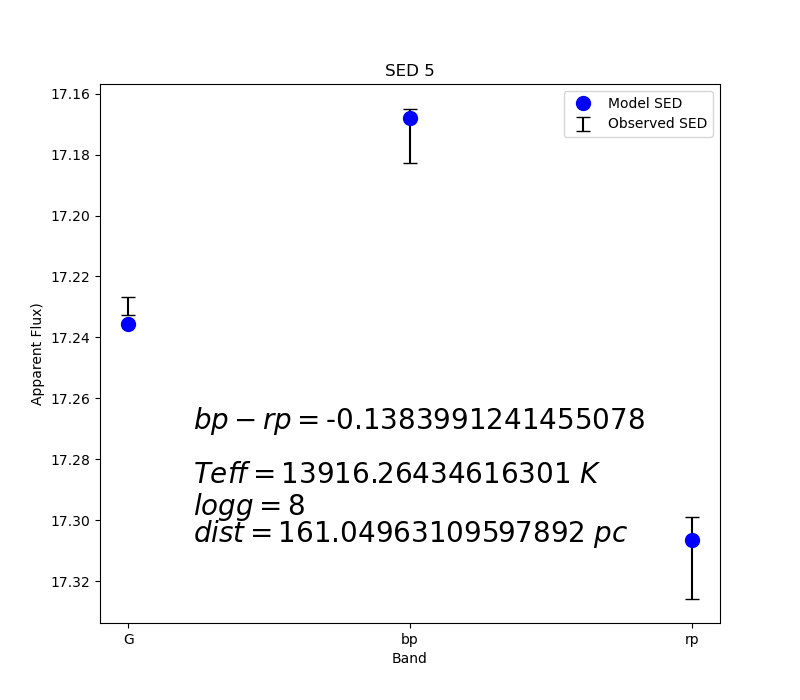 SED 5
Model SED
Observed SED
17.16
17.18
17.20
17.22
17.24
17.26
17.28
17.30
17.32
Apparent Flux)
bp − rp = -0.1383991241455078
Teff = 13916.26434616301 K
logg = 8
dist = 161.04963109597892 pc
G bp rp
Band